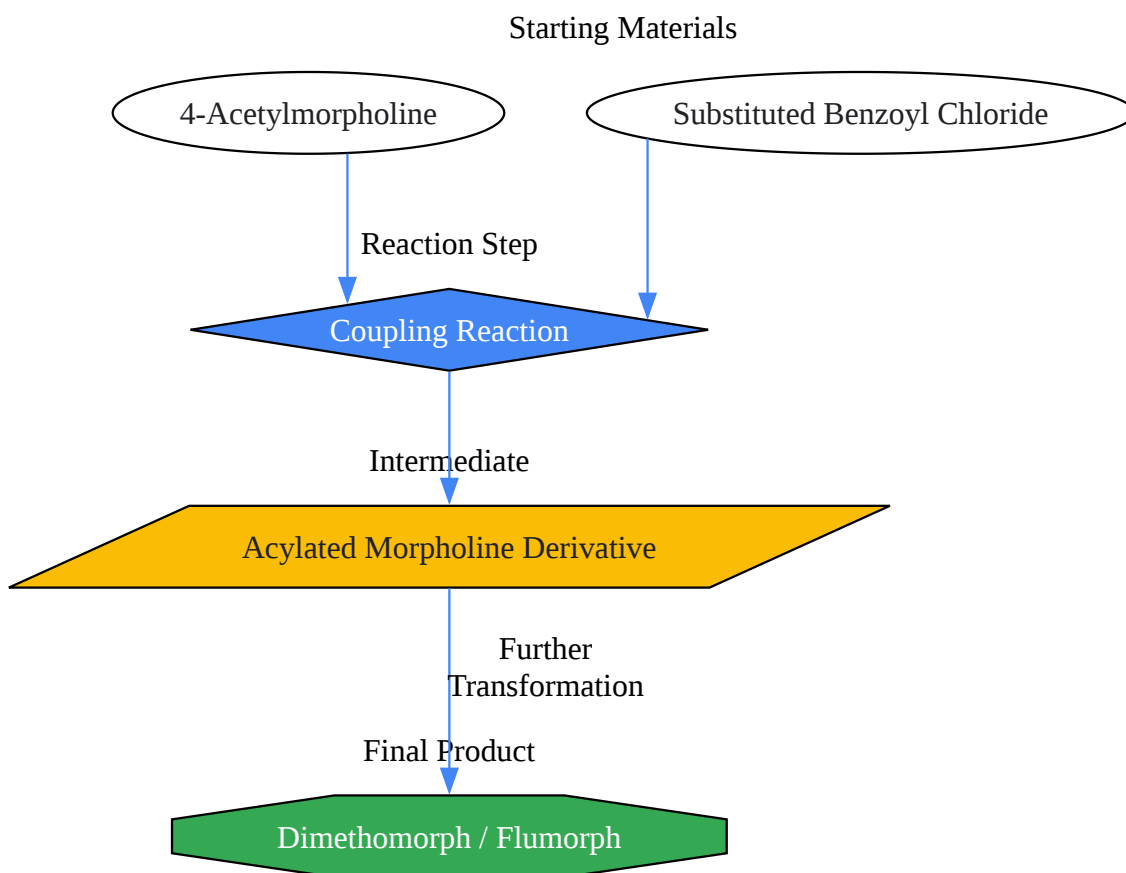 Starting Materials
4-Acetylmorpholine
Substituted Benzoyl Chloride
Reaction Step
Coupling Reaction
Intermediate
Acylated Morpholine Derivative
Further
Transformation
Final Product
Dimethomorph / Flumorph